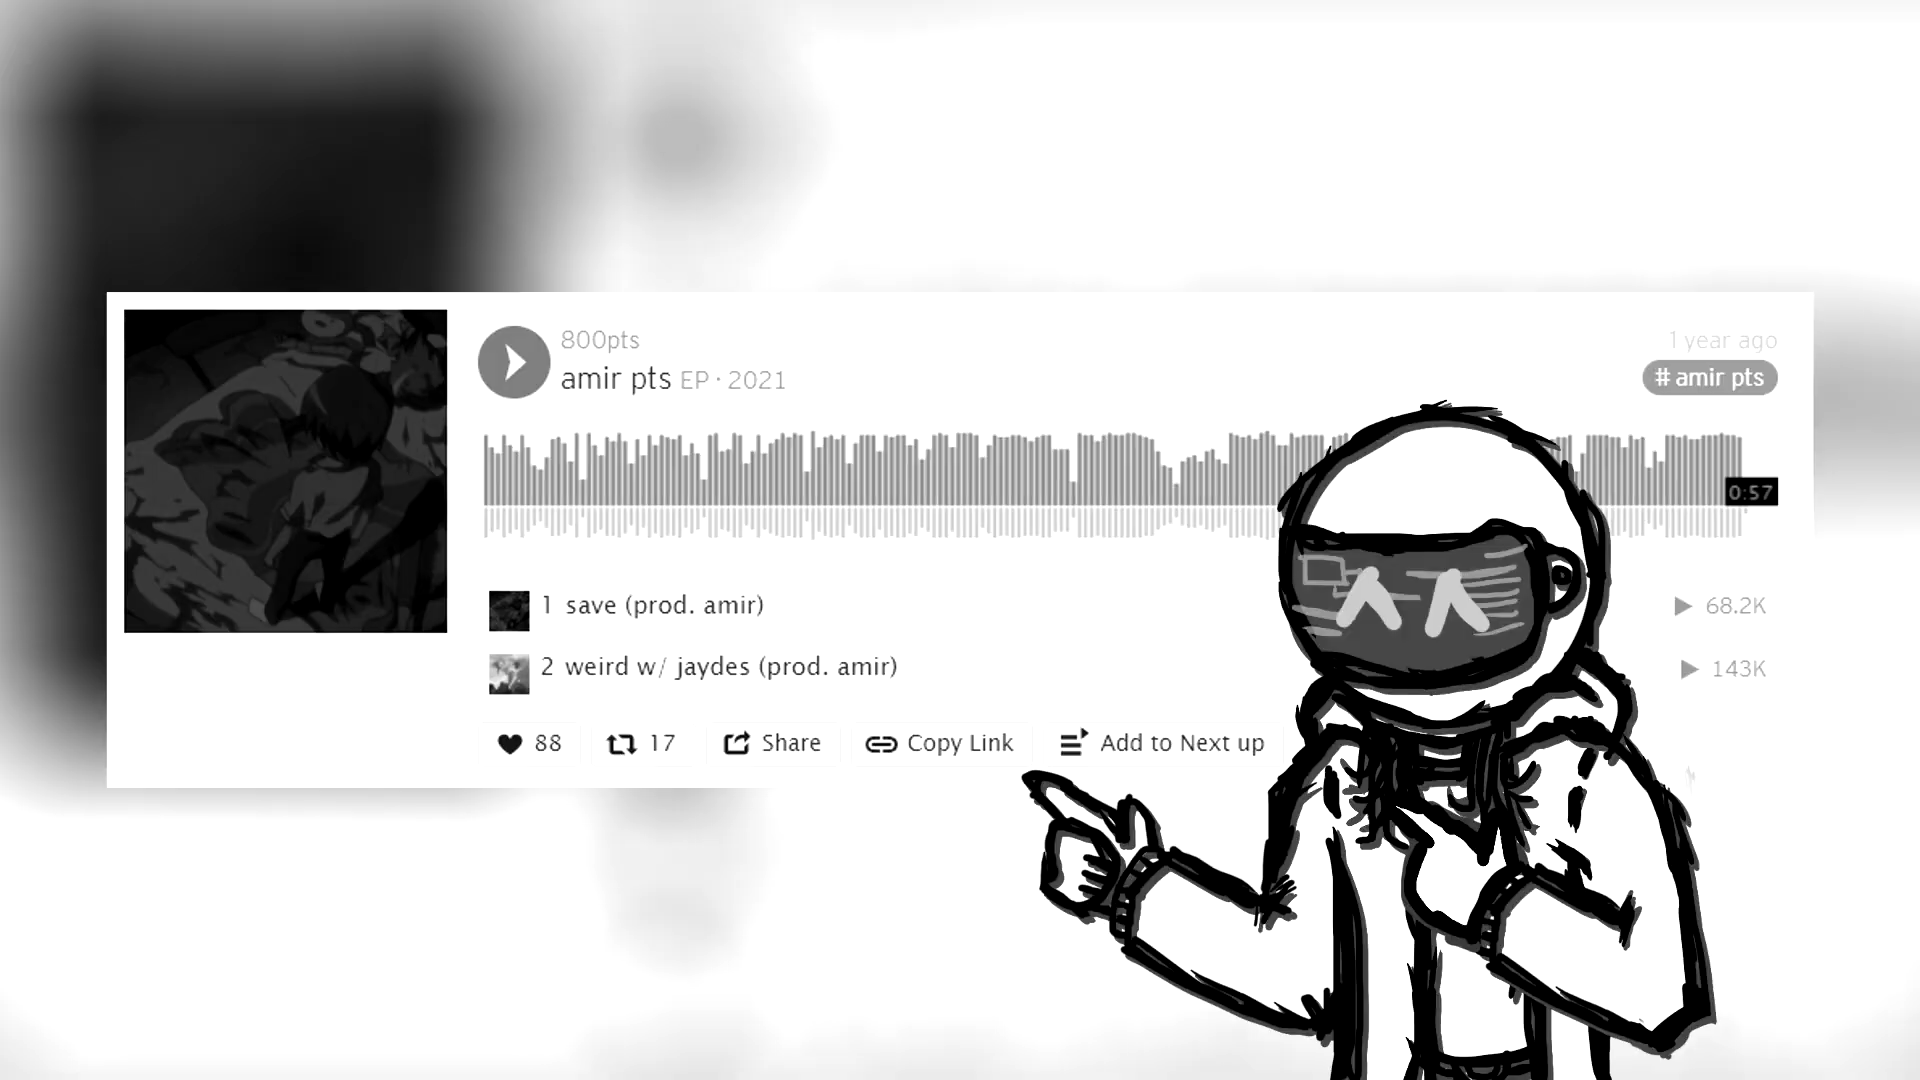 800pts
1 year ago
amir pts EP · 2021
# amir pts
0:57
1 save (prod. amir)
68.2K
2 weird w/ jaydes (prod. amir)
143K
88
17
Share
Copy Link
Add to Next up